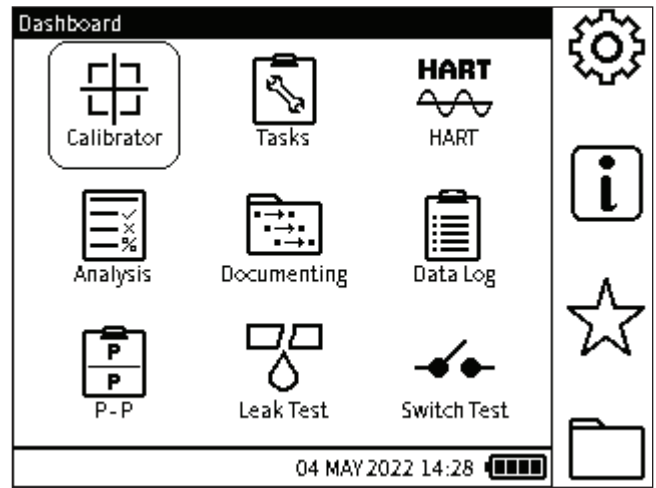 Dashboard
HART
Calibrator Tasks HART
%
Analysis Documenting Data Log
P
P
P-P Leak Test Switch Test
04 MAY 2022 14:28
i